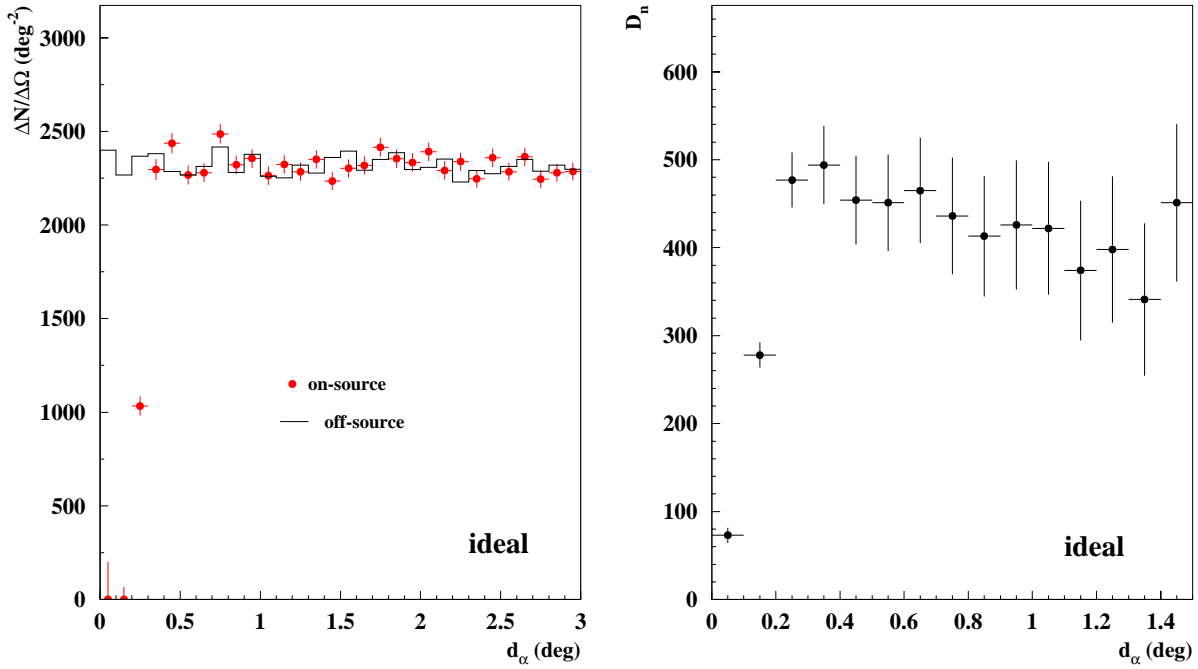 ΔN/ΔΩ (deg⁻²)
3000
2500
2000
1500
1000
500
0
on-source
off-source
ideal
0 0.5 1 1.5 2 2.5 3
d_α (deg)
D_n
600
500
400
300
200
100
0
ideal
0 0.2 0.4 0.6 0.8 1 1.2 1.4
d_α (deg)